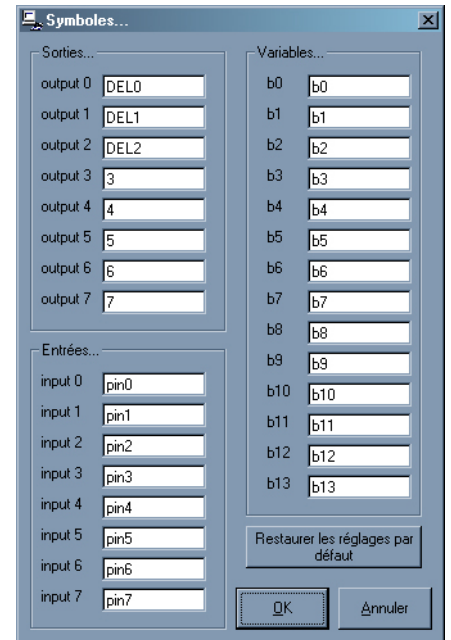 Symboles...
Sorties...
output 0 DEL0
output 1 DEL1
output 2 DEL2
output 3 3
output 4 4
output 5 5
output 6 6
output 7 7
Entrées...
input 0 pin0
input 1 pin1
input 2 pin2
input 3 pin3
input 4 pin4
input 5 pin5
input 6 pin6
input 7 pin7
Variables...
b0 b0
b1 b1
b2 b2
b3 b3
b4 b4
b5 b5
b6 b6
b7 b7
b8 b8
b9 b9
b10 b10
b11 b11
b12 b12
b13 b13
Restaurer les réglages par
défaut
OK
Annuler